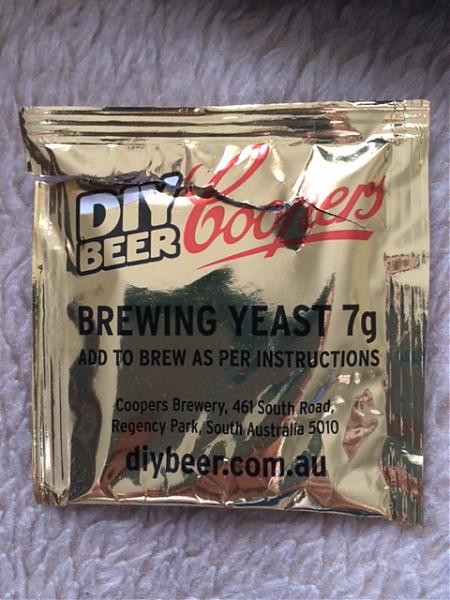 DIY
BEER
Coopers
BREWING YEAST 7g
ADD TO BREW AS PER INSTRUCTIONS
Coopers Brewery, 461 South Road,
Regency Park, South Australia 5010
diybeer.com.au